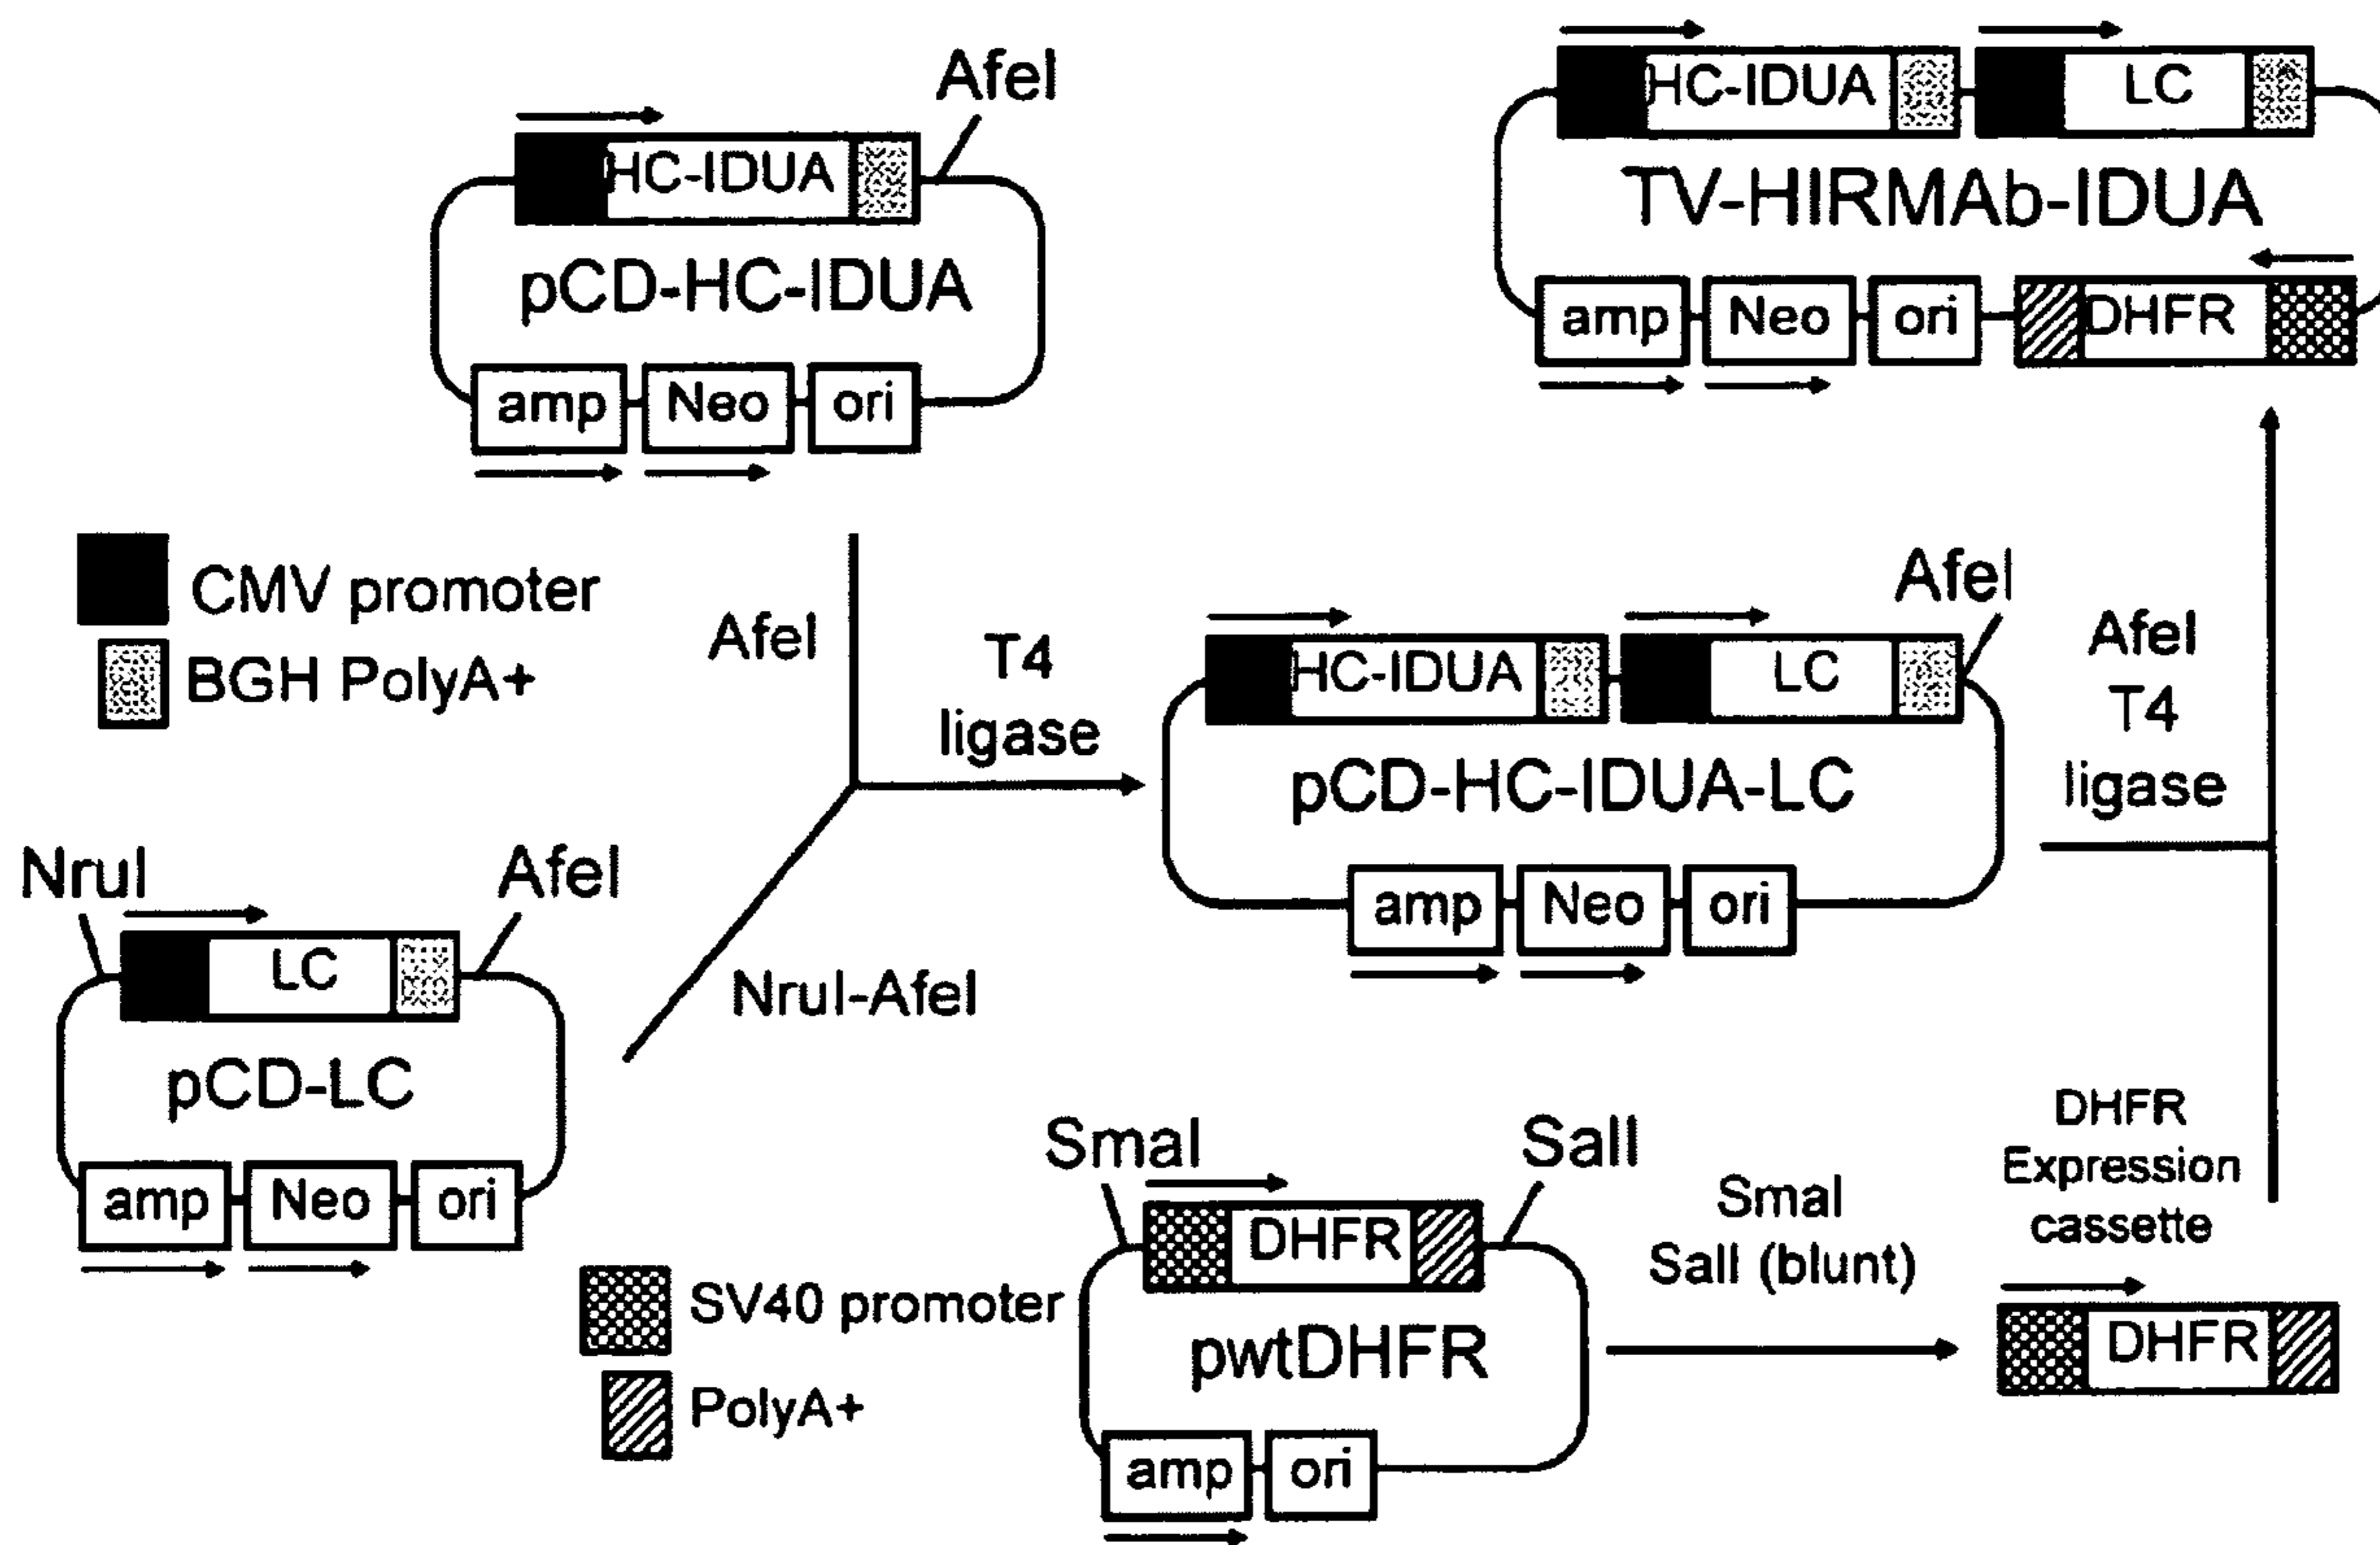 AfeI
HC-IDUA
pCD-HC-IDUA
amp Neo ori
HC-IDUA LC
TV-HIRMAb-IDUA
amp Neo ori DHFR
CMV promoter
BGH PolyA+
AfeI
T4
ligase
AfeI
HC-IDUA LC
pCD-HC-IDUA-LC
amp Neo ori
AfeI
T4
ligase
NruI AfeI
LC
pCD-LC
amp Neo ori
NruI-AfeI
SV40 promoter
PolyA+
SmaI SalI
DHFR
pwtDHFR
amp ori
SmaI
SalI (blunt)
DHFR
Expression
cassette
DHFR